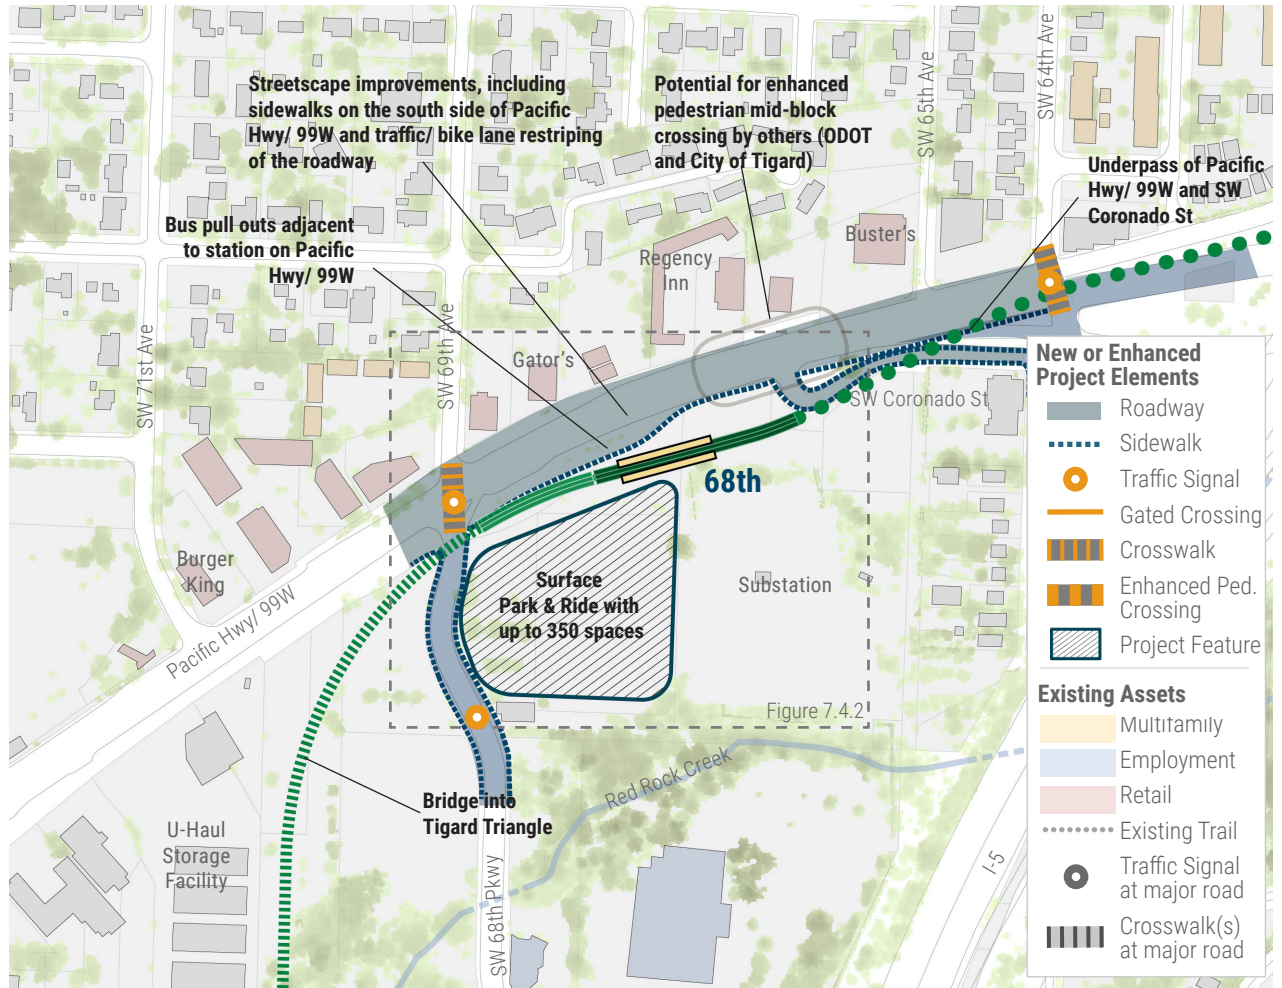 SW 64th Ave
SW 65th Ave
Streetscape improvements, including
sidewalks on the south side of Pacific
Hwy/ 99W and traffic/ bike lane restriping
of the roadway
Potential for enhanced
pedestrian mid-block
crossing by others (ODOT
and City of Tigard)
Underpass of Pacific
Hwy/ 99W and SW
Coronado St
Bus pull outs adjacent
to station on Pacific
Hwy/ 99W
Buster's
Regency
Inn
SW 71st Ave
SW 69th Ave
Gator's
SW Coronado St
68th
Burger
King
Pacific Hwy/ 99W
Surface
Park & Ride with
up to 350 spaces
Substation
Figure 7.4.2
Red Rock Creek
Bridge into
Tigard Triangle
U-Haul
Storage
Facility
SW 68th Pkwy
I-5
New or Enhanced
Project Elements
Roadway
Sidewalk
Traffic Signal
Gated Crossing
Crosswalk
Enhanced Ped.
Crossing
Project Feature
Existing Assets
Multifamily
Employment
Retail
Existing Trail
Traffic Signal
at major road
Crosswalk(s)
at major road